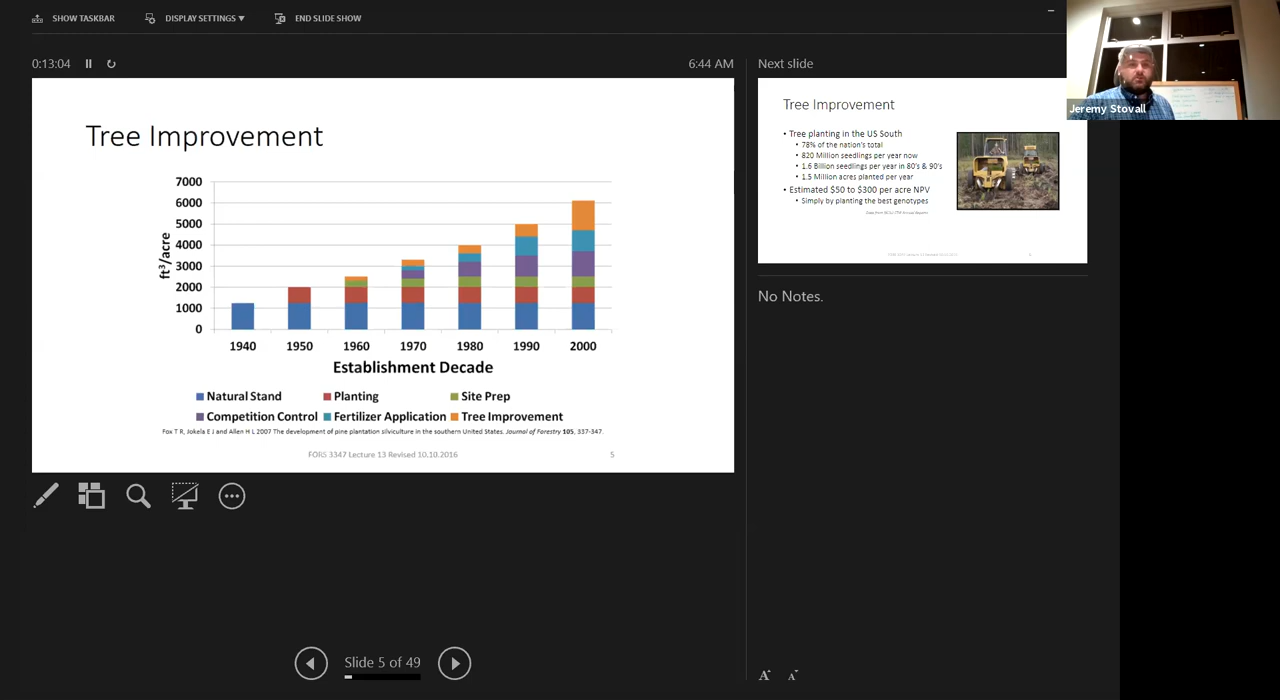 SHOW TASKBAR
DISPLAY SETTINGS ▼
END SLIDE SHOW
0:13:04
6:44 AM
Next slide
Jeremy Stovall
Tree Improvement
7000
6000
5000
4000
3000
2000
1000
0
ft³/acre
1940 1950 1960 1970 1980 1990 2000
Establishment Decade
Natural Stand Planting Site Prep
Competition Control Fertilizer Application Tree Improvement
Fox T R, Jokela E J and Allen H L 2007 The development of pine plantation silviculture in the southern United States. Journal of Forestry 105, 337-347.
FORS 3347 Lecture 13 Revised 10.10.2016
5
Tree Improvement
• Tree planting in the US South
• 78% of the nation's total
• 820 Million seedlings per year now
• 1.6 Billion seedlings per year in 80's & 90's
• 1.5 Million acres planted per year
• Estimated $50 to $300 per acre NPV
• Simply by planting the best genotypes
No Notes.
Slide 5 of 49
A A